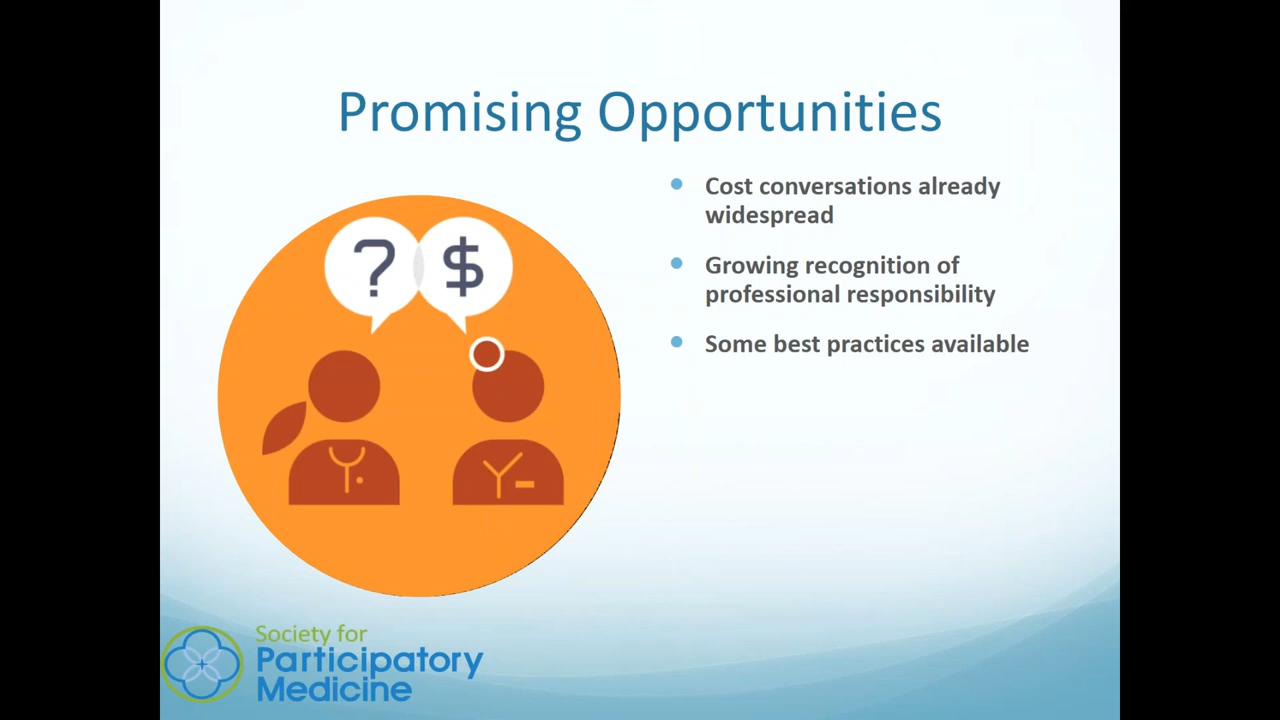 Promising Opportunities
? $
Cost conversations already
widespread
Growing recognition of
professional responsibility
Some best practices available
Society for
Participatory
Medicine